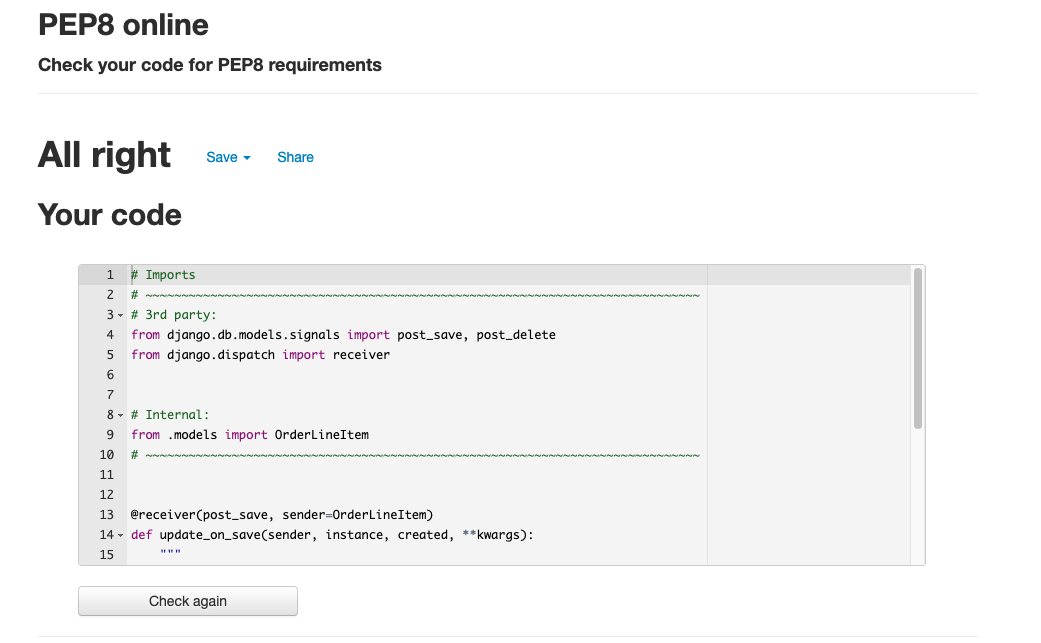 PEP8 online
Check your code for PEP8 requirements
All right Save Share
Your code
1 # Imports
2 # ~~~~~~~~~~~~~~~~~~~~~~~~~~~~~~~~~~~~~~~~~~~~~~~~~~~~~~~~~~~~~~~~~~~~~~~~~~~~~
3 # 3rd party:
4 from django.db.models.signals import post_save, post_delete
5 from django.dispatch import receiver
6
7
8 # Internal:
9 from .models import OrderLineItem
10 # ~~~~~~~~~~~~~~~~~~~~~~~~~~~~~~~~~~~~~~~~~~~~~~~~~~~~~~~~~~~~~~~~~~~~~~~~~~~~~
11
12
13 @receiver(post_save, sender=OrderLineItem)
14 def update_on_save(sender, instance, created, **kwargs):
15 """
Check again